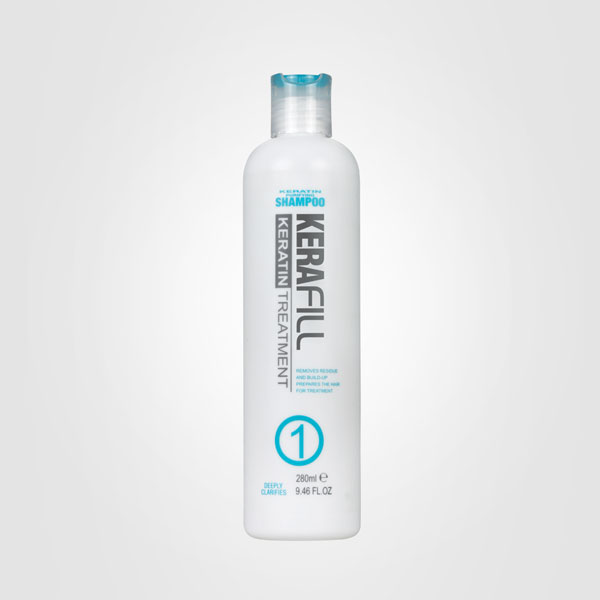 KERATIN
PURIFYING
SHAMPOO
KERAFILL
KERATIN TREATMENT
REMOVES RESIDUE
AND BUILD-UP
PREPARES THE HAIR
FOR TREATMENT
1
280ml ℮
9.46 FL.OZ
DEEPLY
CLARIFIES